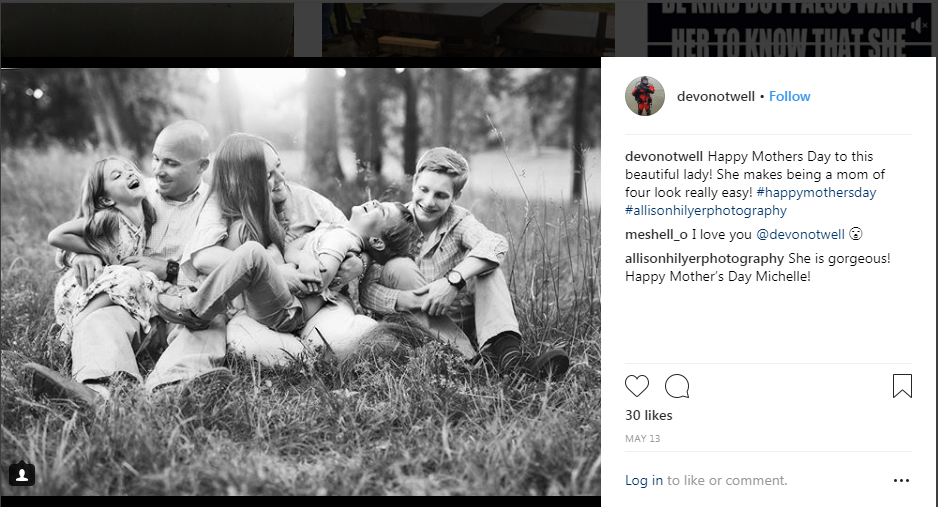 BE KIND BUT I ALSO WANT
HER TO KNOW THAT SHE
devonotwell • Follow
devonotwell Happy Mothers Day to this
beautiful lady! She makes being a mom of
four look really easy! #happymothersday
#allisonhilyerphotography
meshell_o I love you @devonotwell 😮
allisonhilyerphotography She is gorgeous!
Happy Mother's Day Michelle!
30 likes
MAY 13
Log in to like or comment.